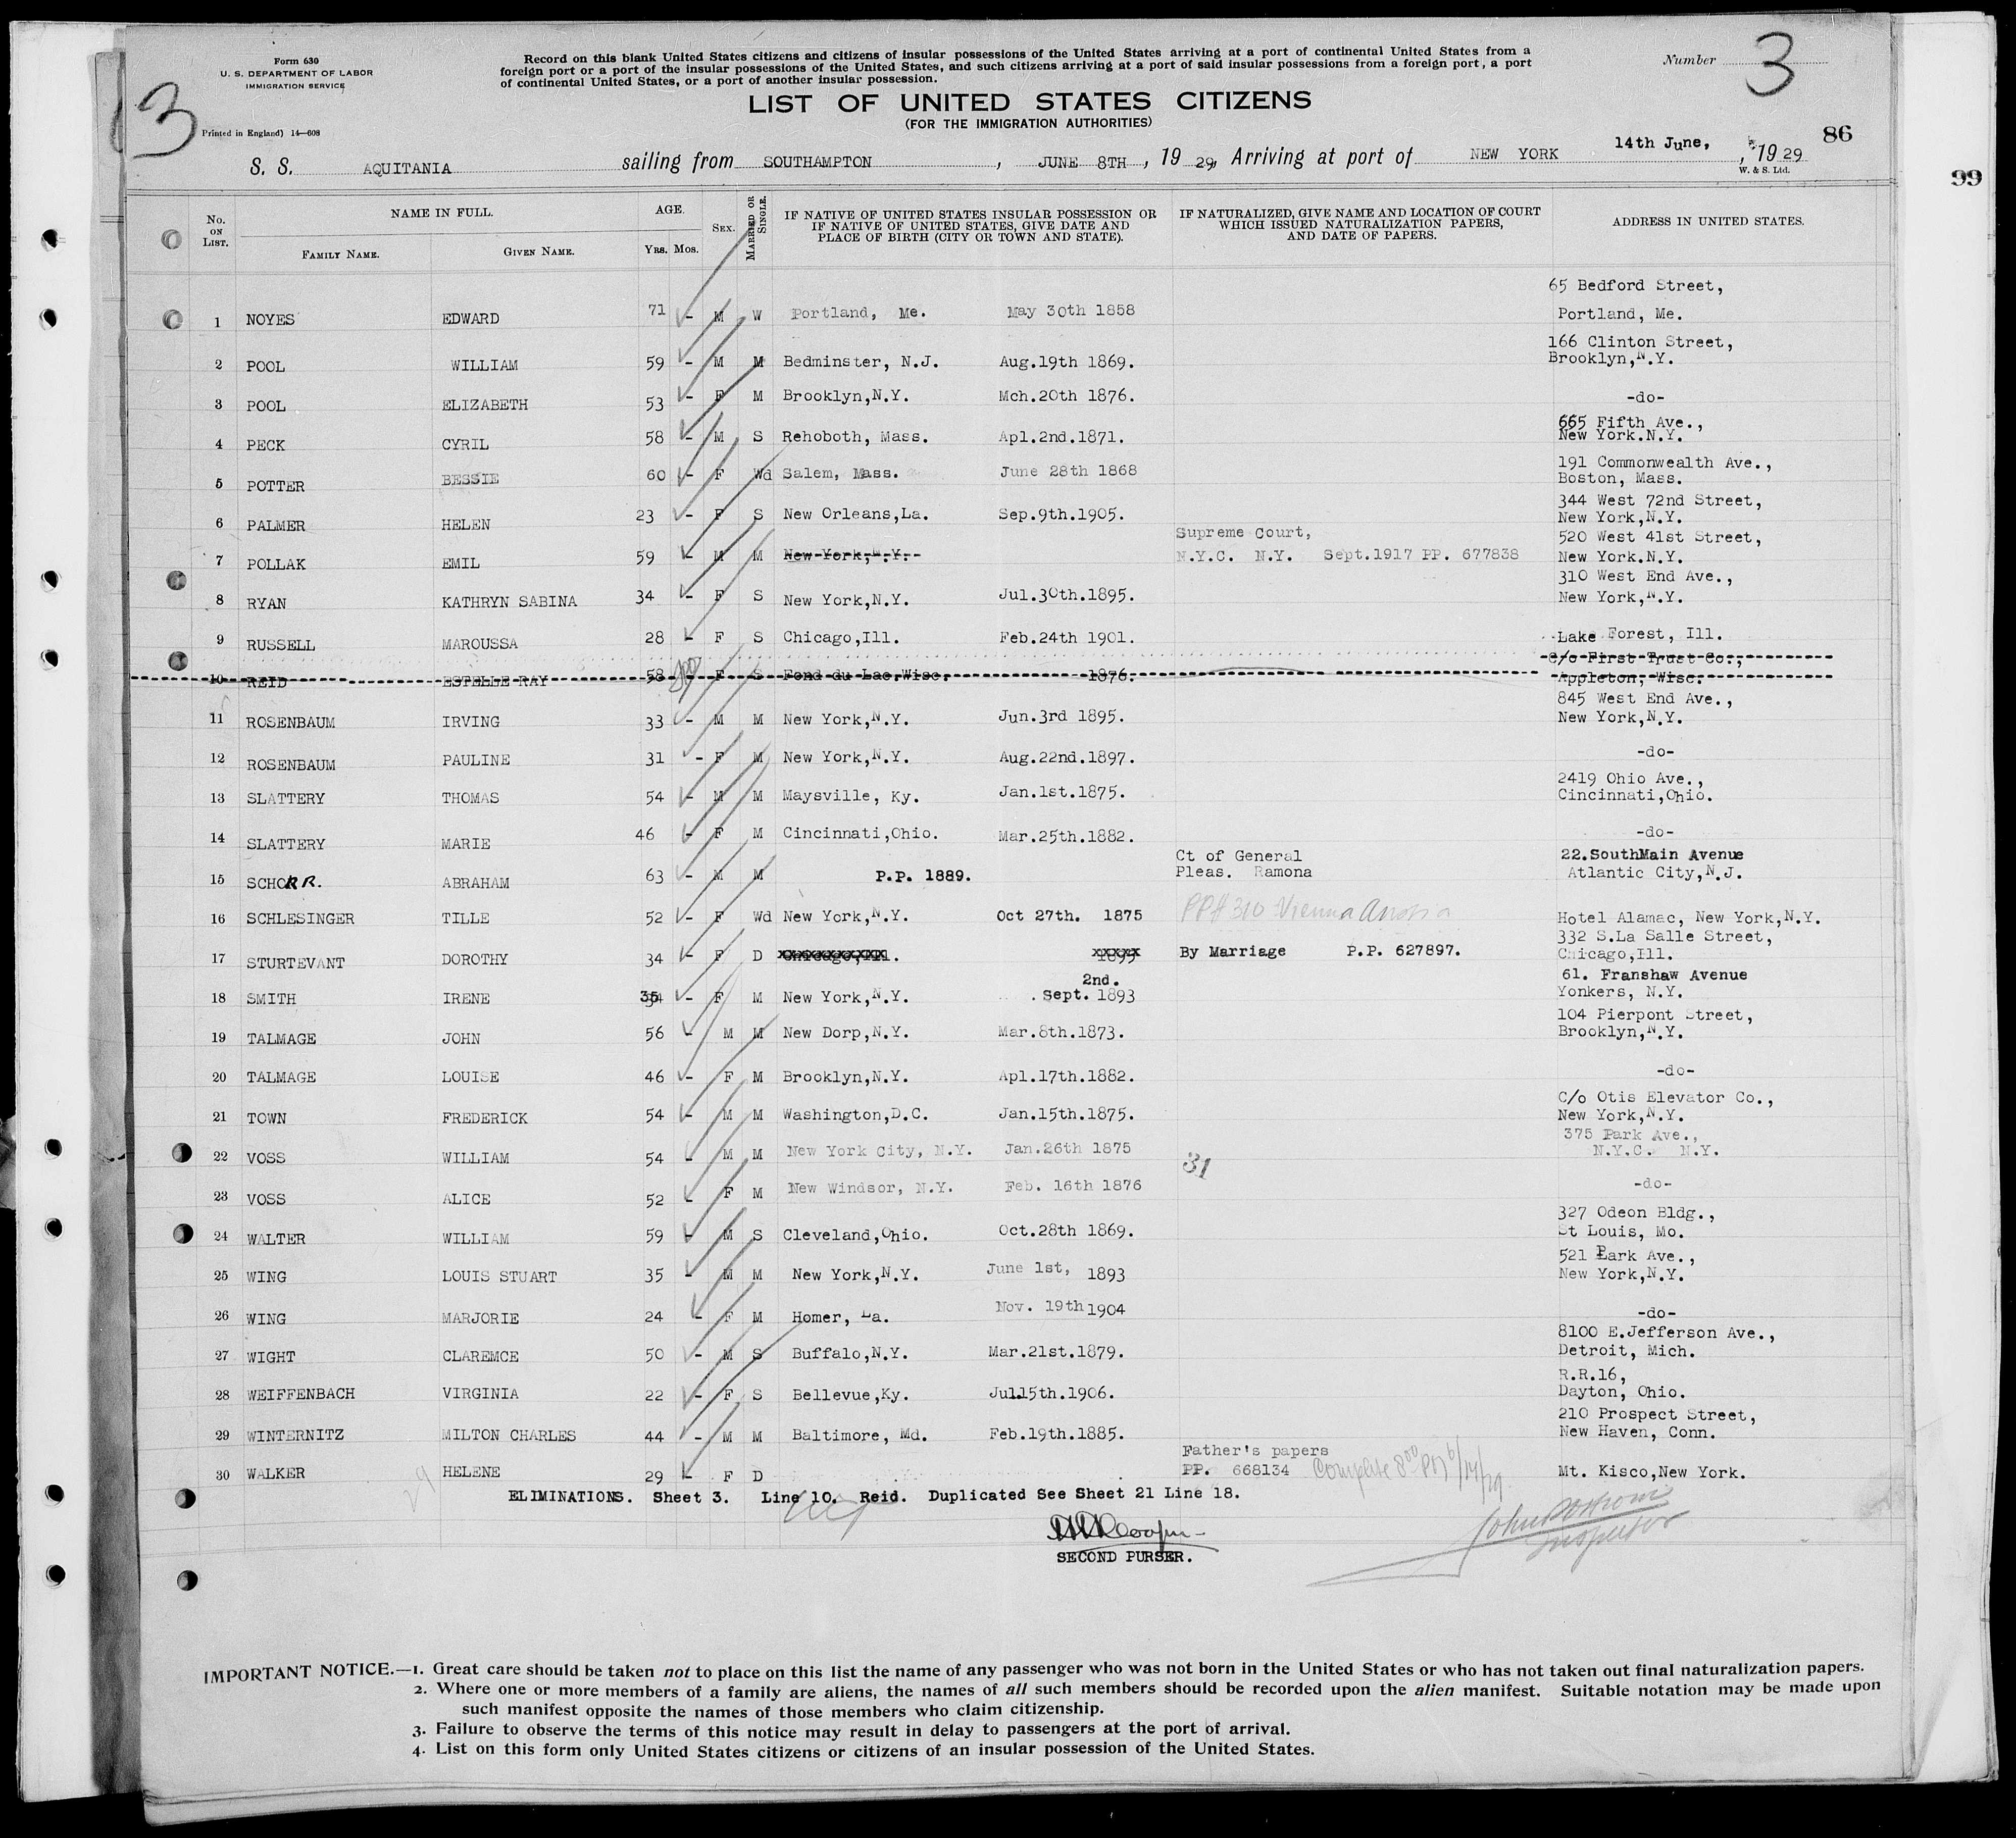 Form 630
U. S. DEPARTMENT OF LABOR
IMMIGRATION SERVICE
Record on this blank United States citizens and citizens of insular possessions of the United States arriving at a port of continental United States from a
foreign port or a port of the insular possessions of the United States, and such citizens arriving at a port of said insular possessions from a foreign port, a port
of continental United States, or a port of another insular possession.
Number 3
3
LIST OF UNITED STATES CITIZENS
(FOR THE IMMIGRATION AUTHORITIES)
Printed in England) 14—608
86
99
S. S. AQUITANIA sailing from SOUTHAMPTON, JUNE 8TH, 19 29, Arriving at port of NEW YORK 14th June, 19 29
W. & S. Ltd.
No. ON LIST. NAME IN FULL. FAMILY NAME. GIVEN NAME. AGE. YRS. MOS. SEX. MARRIED OR SINGLE. IF NATIVE OF UNITED STATES INSULAR POSSESSION OR IF NATIVE OF UNITED STATES, GIVE DATE AND PLACE OF BIRTH (CITY OR TOWN AND STATE). IF NATURALIZED, GIVE NAME AND LOCATION OF COURT WHICH ISSUED NATURALIZATION PAPERS, AND DATE OF PAPERS. ADDRESS IN UNITED STATES.
1 NOYES EDWARD 71 - M W Portland, Me. May 30th 1858 65 Bedford Street, Portland, Me.
2 POOL WILLIAM 59 - M M Bedminster, N.J. Aug.19th 1869. 166 Clinton Street, Brooklyn,N.Y.
3 POOL ELIZABETH 53 - F M Brooklyn,N.Y. Mch.20th 1876. -do-
4 PECK CYRIL 58 - M S Rehoboth, Mass. Apl.2nd.1871. 665 Fifth Ave., New York.N.Y.
5 POTTER BESSIE 60 - F Wd Salem, Mass. June 28th 1868 191 Commonwealth Ave., Boston, Mass.
6 PALMER HELEN 23 - F S New Orleans,La. Sep.9th.1905. 344 West 72nd Street, New York,N.Y.
7 POLLAK EMIL 59 - M M New York,N.Y. Supreme Court, N.Y.C. N.Y. Sept.1917 PP. 677838 520 West 41st Street, New York.N.Y.
8 RYAN KATHRYN SABINA 34 - F S New York,N.Y. Jul.30th.1895. 310 West End Ave., New York,N.Y.
9 RUSSELL MAROUSSA 28 - F S Chicago,Ill. Feb.24th 1901. Lake Forest, Ill.
10 REID ESTELLE RAY 58 - F S Fond du Lac.Wisc. 1876. C/o First Trust Co., Appleton, Wisc.
11 ROSENBAUM IRVING 33 - M M New York,N.Y. Jun.3rd 1895. 845 West End Ave., New York,N.Y.
12 ROSENBAUM PAULINE 31 - F M New York,N.Y. Aug.22nd.1897. -do-
13 SLATTERY THOMAS 54 - M M Maysville, Ky. Jan.1st.1875. 2419 Ohio Ave., Cincinnati,Ohio.
14 SLATTERY MARIE 46 - F M Cincinnati,Ohio. Mar.25th.1882. -do-
15 SCHORR. ABRAHAM 63 - M M P.P. 1889. Ct of General Pleas. Ramona 22.SouthMain Avenue Atlantic City,N.J.
16 SCHLESINGER TILLE 52 - F Wd New York,N.Y. Oct 27th. 1875 PP# 310 Vienna Hotel Alamac, New York,N.Y.
17 STURTEVANT DOROTHY 34 - F D Chicago,Ill. 1895 By Marriage P.P. 627897. 332 S.La Salle Street, Chicago,Ill.
18 SMITH IRENE 35 - F M New York,N.Y. 2nd. Sept. 1893 61. Franshaw Avenue Yonkers, N.Y.
19 TALMAGE JOHN 56 - M M New Dorp,N.Y. Mar.8th.1873. 104 Pierpont Street, Brooklyn,N.Y.
20 TALMAGE LOUISE 46 - F M Brooklyn,N.Y. Apl.17th.1882. -do-
21 TOWN FREDERICK 54 - M M Washington,D.C. Jan.15th.1875. C/o Otis Elevator Co., New York,N.Y.
22 VOSS WILLIAM 54 - M M New York City, N.Y. Jan.26th 1875 31 375 Park Ave., N.Y.C. N.Y.
23 VOSS ALICE 52 - F M New Windsor, N.Y. Feb. 16th 1876 -do-
24 WALTER WILLIAM 59 - M S Cleveland,Ohio. Oct.28th 1869. 327 Odeon Bldg., St Louis, Mo.
25 WING LOUIS STUART 35 - M M New York,N.Y. June 1st, 1893 521 Park Ave., New York,N.Y.
26 WING MARJORIE 24 - F M Homer, La. Nov. 19th 1904 -do-
27 WIGHT CLAREMCE 50 - M S Buffalo,N.Y. Mar.21st.1879. 8100 E.Jefferson Ave., Detroit, Mich.
28 WEIFFENBACH VIRGINIA 22 - F S Bellevue,Ky. Jul.15th.1906. R.R.16, Dayton, Ohio.
29 WINTERNITZ MILTON CHARLES 44 - M M Baltimore, Md. Feb.19th.1885. 210 Prospect Street, New Haven, Conn.
30 WALKER HELENE 29 - F D Father's papers PP. 668134 Complete 8 00 PM 6/14/29. Mt. Kisco,New York.
29
ELIMINATIONS. Sheet 3. Line 10. Reid. Duplicated See Sheet 21 Line 18.
SECOND PURSER.
Inspector
IMPORTANT NOTICE.—1. Great care should be taken not to place on this list the name of any passenger who was not born in the United States or who has not taken out final naturalization papers.
2. Where one or more members of a family are aliens, the names of all such members should be recorded upon the alien manifest. Suitable notation may be made upon
such manifest opposite the names of those members who claim citizenship.
3. Failure to observe the terms of this notice may result in delay to passengers at the port of arrival.
4. List on this form only United States citizens or citizens of an insular possession of the United States.